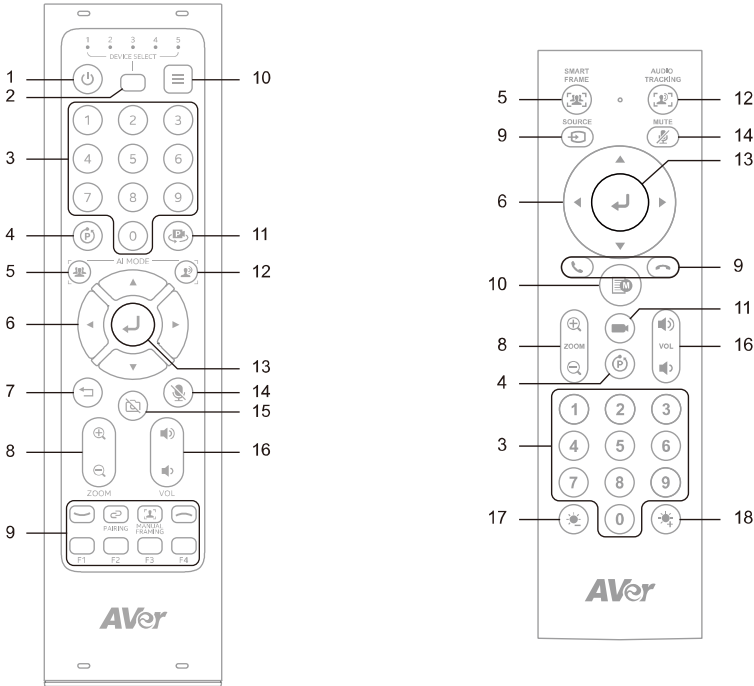 1 2 3 4 5
DEVICE SELECT
1
2
10
1 2 3
3
4 5 6
7 8 9
4
P
0
P
11
AI MODE
5
12
6
13
7
14
15
8
16
ZOOM
VOL
9
PAIRING
MANUAL
FRAMING
F1 F2 F3 F4
AVer
SMART
FRAME
AUDIO
TRACKING
5
12
SOURCE
MUTE
9
14
13
6
9
10
M
11
8
ZOOM
VOL
16
4
P
1 2 3
3
4 5 6
7 8 9
17
0
18
AVer